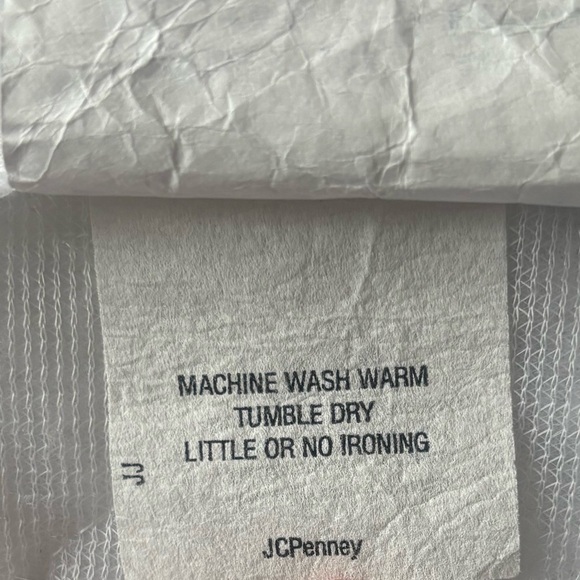 MACHINE WASH WARM
TUMBLE DRY
LITTLE OR NO IRONING
JJ
JCPenney